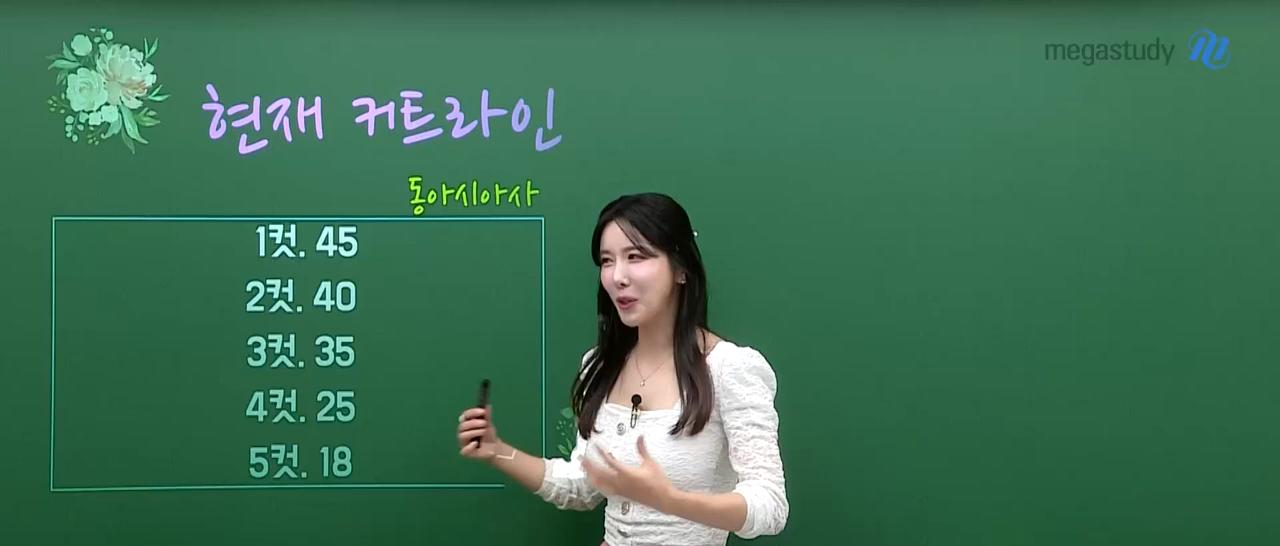 megastudy
현재 커트라인
동아시아사
1컷. 45
2컷. 40
3컷. 35
4컷. 25
5컷. 18